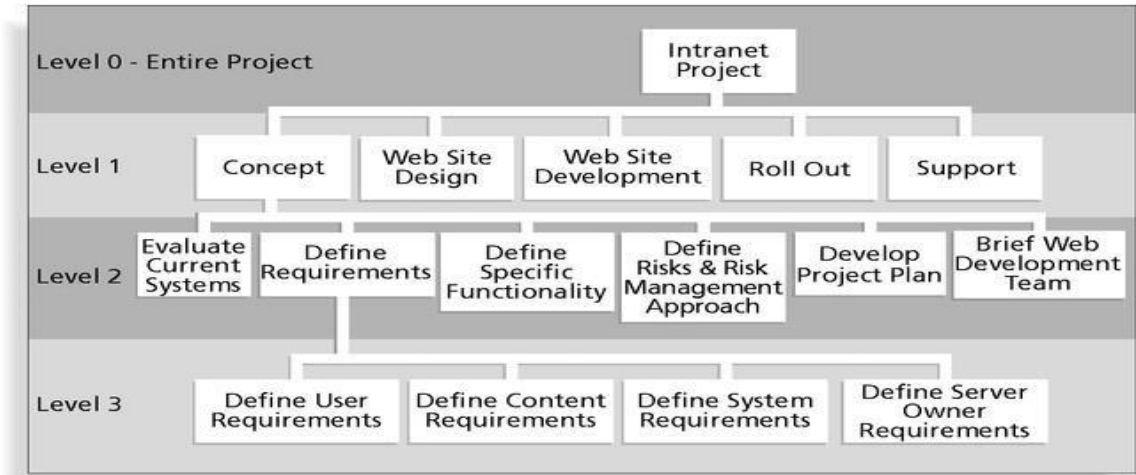 Level 0 - Entire Project
Intranet
Project
Level 1
Concept
Web Site
Design
Web Site
Development
Roll Out
Support
Level 2
Evaluate
Current
Systems
Define
Requirements
Define
Specific
Functionality
Define
Risks & Risk
Management
Approach
Develop
Project Plan
Brief Web
Development
Team
Level 3
Define User
Requirements
Define Content
Requirements
Define System
Requirements
Define Server
Owner
Requirements